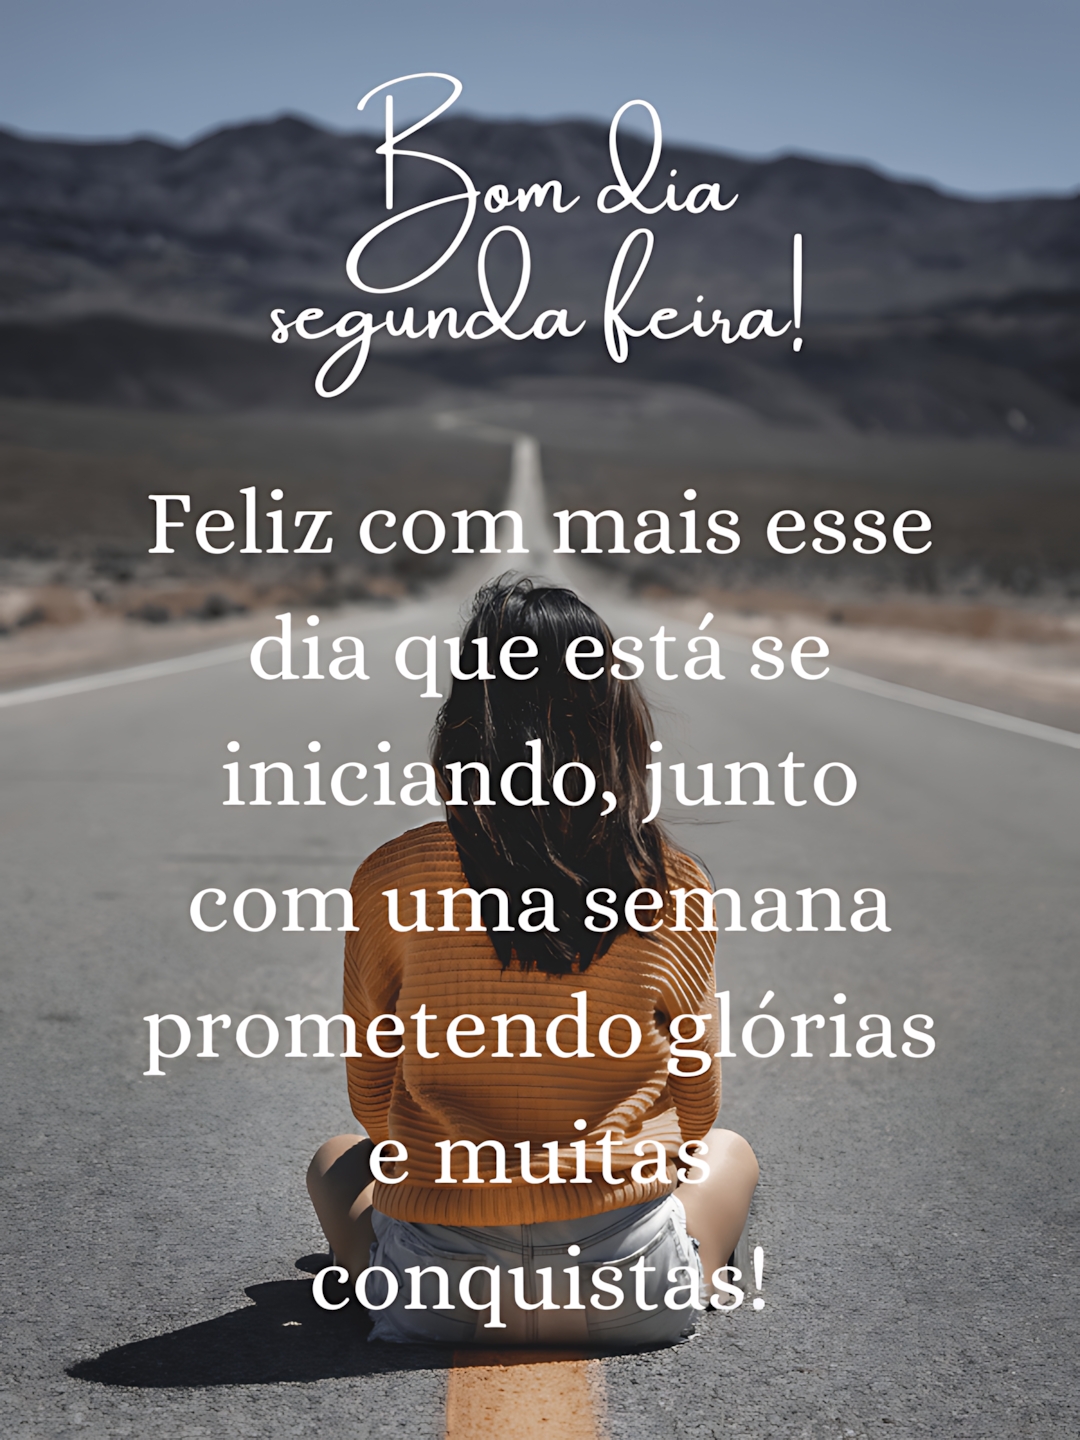 Bom dia
segunda feira!
Feliz com mais esse
dia que está se
iniciando, junto
com uma semana
prometendo glórias
e muitas
conquistas!